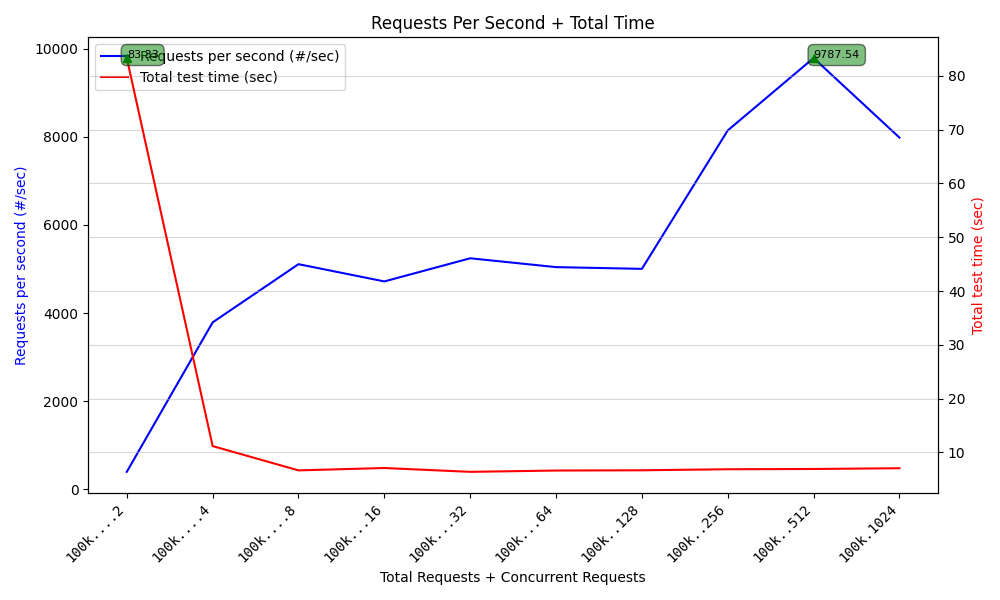 Requests Per Second + Total Time
83.83
9787.54
Requests per second (#/sec)
Total test time (sec)
10000
8000
6000
4000
2000
0
80
70
60
50
40
30
20
10
Requests per second (#/sec)
Total test time (sec)
100k....2
100k....4
100k....8
100k...16
100k...32
100k...64
100k..128
100k..256
100k..512
100k.1024
Total Requests + Concurrent Requests